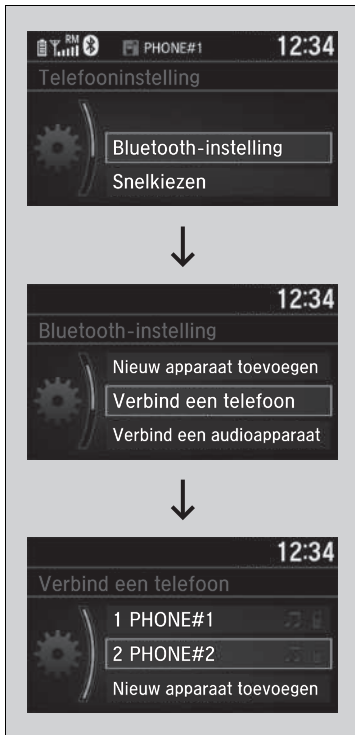 RM PHONE#1 12:34
Telefooninstelling
Bluetooth-instelling
Snelkiezen
12:34
Bluetooth-instelling
Nieuw apparaat toevoegen
Verbind een telefoon
Verbind een audioapparaat
12:34
Verbind een telefoon
1 PHONE#1
2 PHONE#2
Nieuw apparaat toevoegen